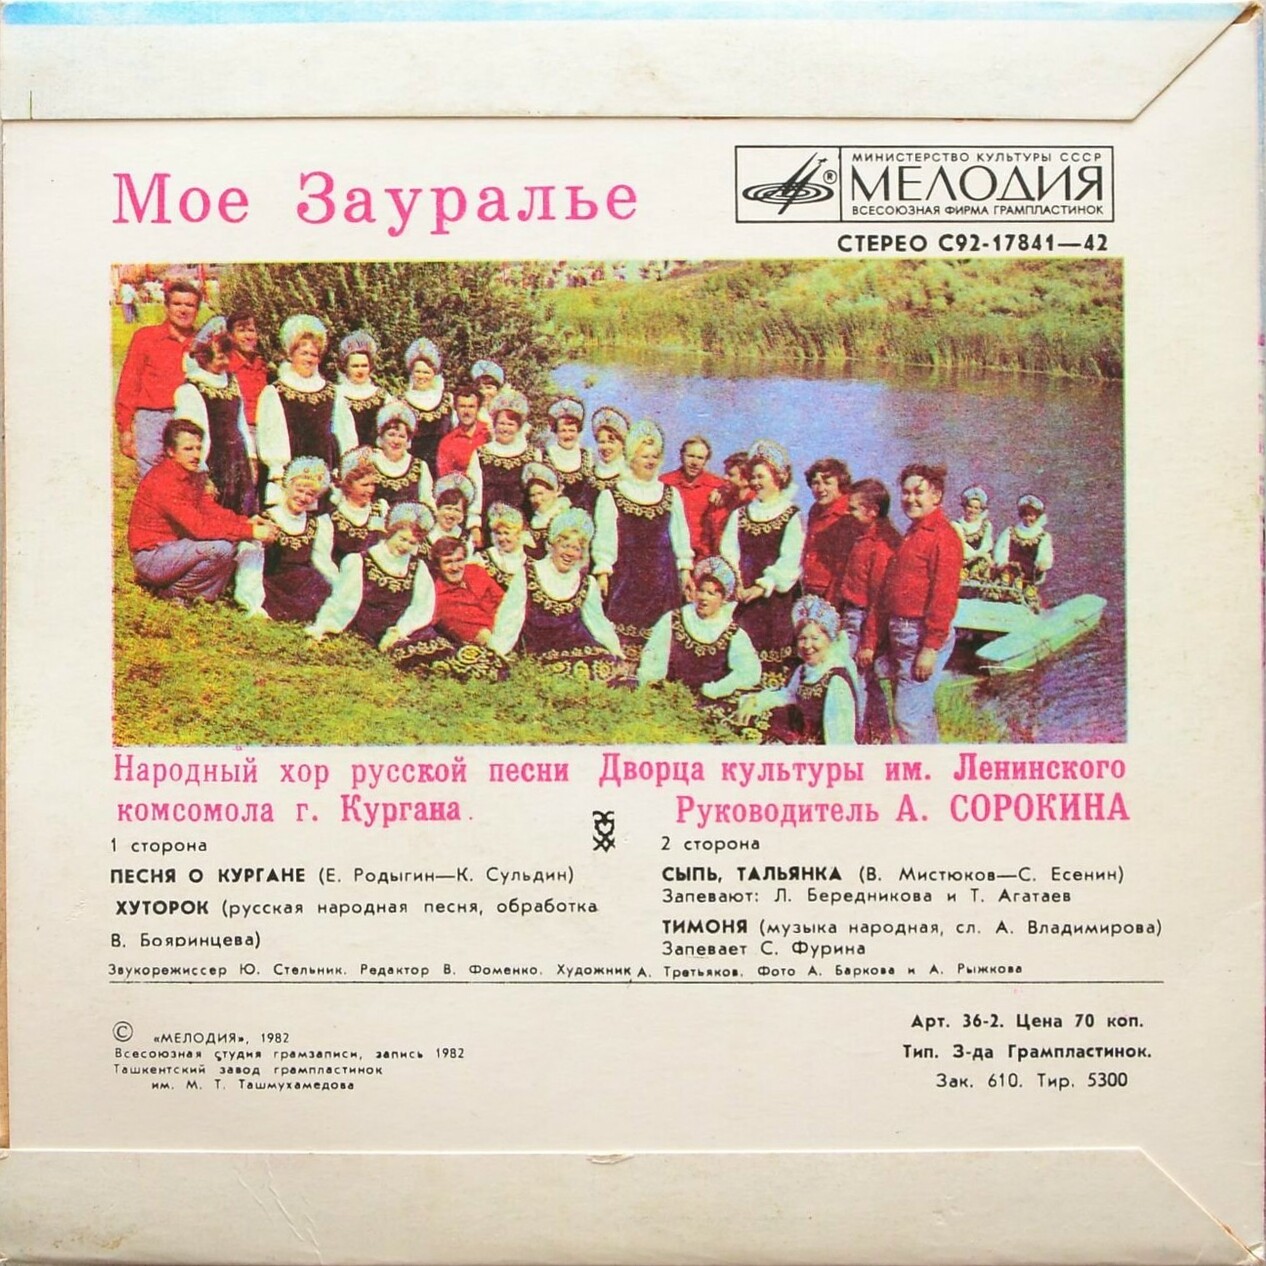 Мое Зауралье
МИНИСТЕРСТВО КУЛЬТУРЫ СССР
МЕЛОДИЯ
ВСЕСОЮЗНАЯ ФИРМА ГРАМПЛАСТИНОК
®
СТЕРЕО С92-17841—42
Народный хор русской песни Дворца культуры им. Ленинского
комсомола г. Кургана. Руководитель А. СОРОКИНА
1 сторона
ПЕСНЯ О КУРГАНЕ (Е. Родыгин—К. Сульдин)
ХУТОРОК (русская народная песня, обработка
В. Бояринцева)
2 сторона
СЫПЬ, ТАЛЬЯНКА (В. Мистюков—С. Есенин)
Запевают: Л. Бередникова и Т. Агатаев
ТИМОНЯ (музыка народная, сл. А. Владимирова)
Запевает С. Фурина
Звукорежиссер Ю. Стельник. Редактор В. Фоменко. Художник А. Третьяков. Фото А. Баркова и А. Рыжкова
© «МЕЛОДИЯ», 1982
Всесоюзная студия грамзаписи, запись 1982
Ташкентский завод грампластинок
им. М. Т. Ташмухамедова
Арт. 36-2. Цена 70 коп.
Тип. З-да Грампластинок.
Зак. 610. Тир. 5300